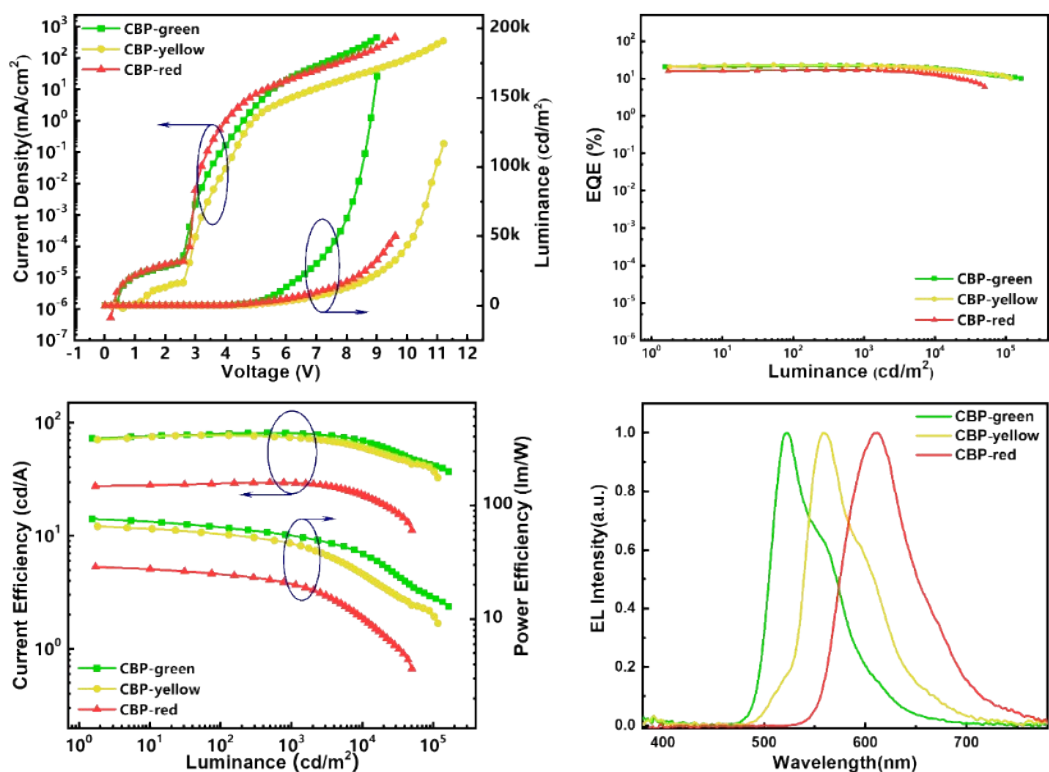 CBP-green
CBP-yellow
CBP-red
Current Density(mA/cm²)
10³
10²
10¹
10⁰
10⁻¹
10⁻²
10⁻³
10⁻⁴
10⁻⁵
10⁻⁶
10⁻⁷
-1 0 1 2 3 4 5 6 7 8 9 10 11 12
Voltage (V)
200k
150k
100k
50k
0
Luminance (cd/m²)
EQE (%)
10²
10¹
10⁰
10⁻¹
10⁻²
10⁻³
10⁻⁴
10⁻⁵
10⁻⁶
CBP-green
CBP-yellow
CBP-red
10⁰ 10¹ 10² 10³ 10⁴ 10⁵
Luminance (cd/m²)
Current Efficiency (cd/A)
10²
10¹
10⁰
CBP-green
CBP-yellow
CBP-red
10⁰ 10¹ 10² 10³ 10⁴ 10⁵
Luminance (cd/m²)
100
10
Power Efficiency (lm/W)
EL Intensity(a.u.)
1.0
0.8
0.6
0.4
0.2
0.0
CBP-green
CBP-yellow
CBP-red
400 500 600 700
Wavelength(nm)